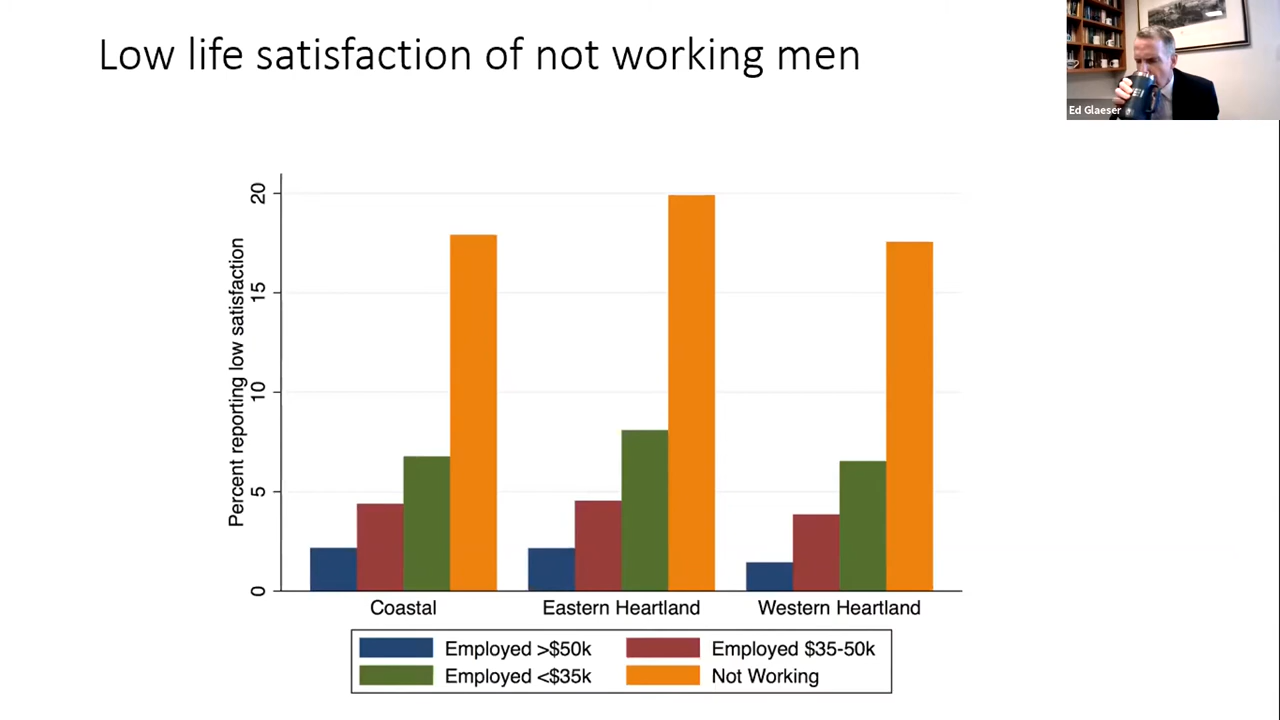 Low life satisfaction of not working men
Ed Glaeser
Percent reporting low satisfaction
20
15
10
5
0
Coastal
Eastern Heartland
Western Heartland
Employed >$50k
Employed $35-50k
Employed <$35k
Not Working